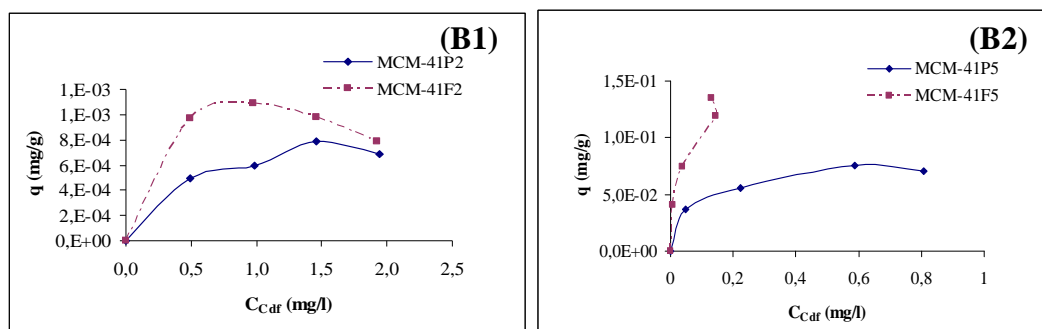 (B1)
MCM-41P2
MCM-41F2
q (mg/g)
1,E-03
1,E-03
8,E-04
6,E-04
4,E-04
2,E-04
0,E+00
0,0 0,5 1,0 1,5 2,0 2,5
C Cdf (mg/l)
(B2)
MCM-41P5
MCM-41F5
q (mg/g)
1,5E-01
1,0E-01
5,0E-02
0,0E+00
0 0,2 0,4 0,6 0,8 1
C Cdf (mg/l)